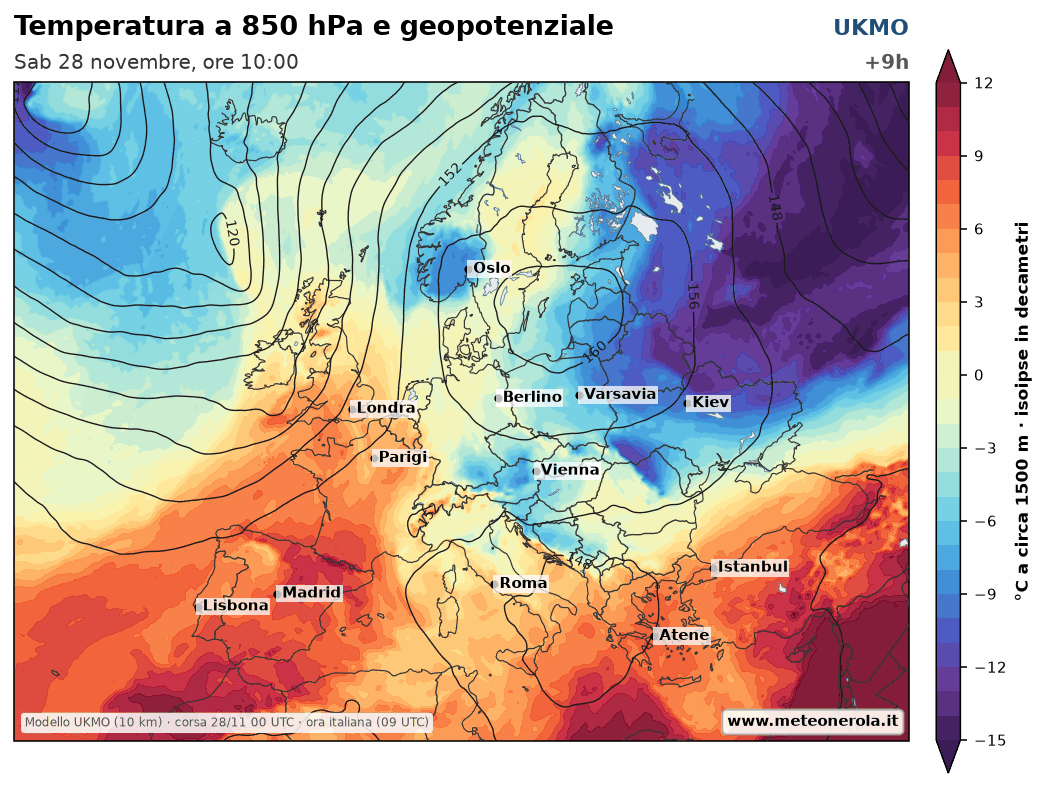 Temperatura a 850 hPa e geopotenziale
UKMO
Sab 28 novembre, ore 10:00
+9h
152
148
120
Oslo
156
160
Berlino
Varsavia
Kiev
Londra
Parigi
Vienna
148
Istanbul
Roma
Madrid
Lisbona
Atene
Modello UKMO (10 km) · corsa 28/11 00 UTC · ora italiana (09 UTC)
www.meteonerola.it
12
9
6
3
0
−3
−6
−9
−12
−15
°C a circa 1500 m · isoipse in decametri